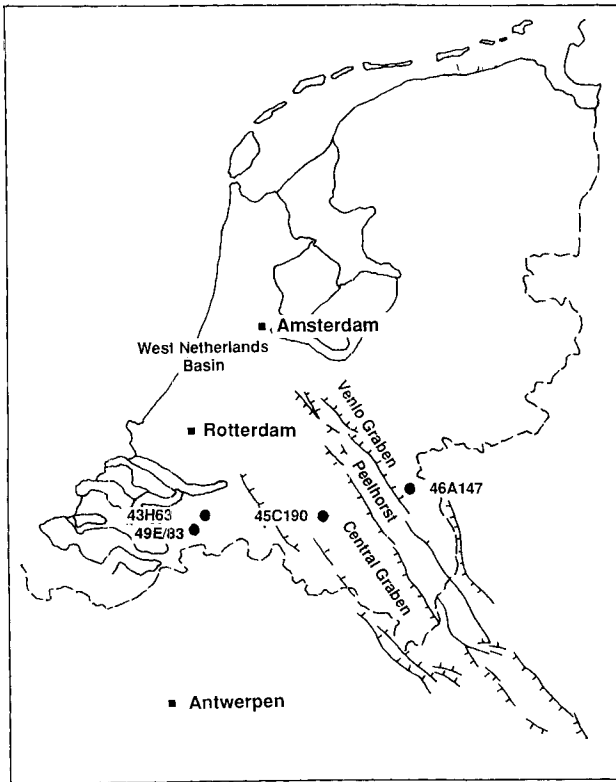 Amsterdam
West Netherlands
Basin
Rotterdam
Venlo Graben
Peelhorst
Central Graben
46A147
43H63
45C190
49E/83
Antwerpen